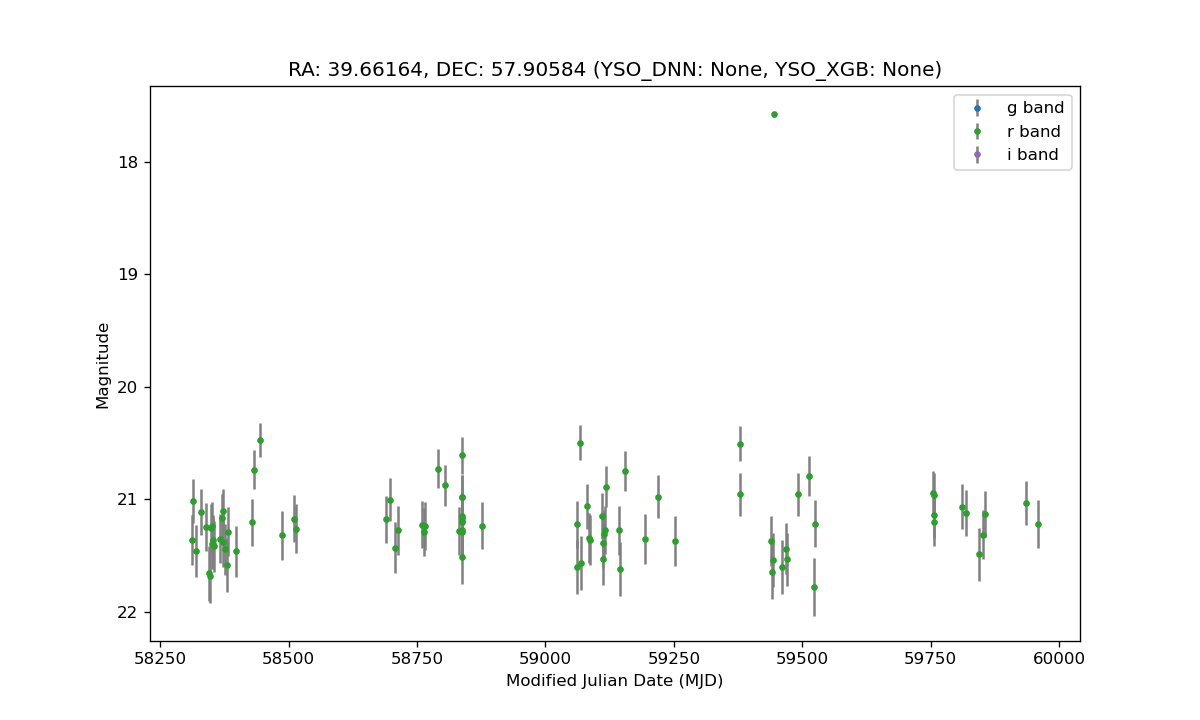 RA: 39.66164, DEC: 57.90584 (YSO_DNN: None, YSO_XGB: None)
g band
r band
i band
18
19
20
21
22
Magnitude
58250 58500 58750 59000 59250 59500 59750 60000
Modified Julian Date (MJD)